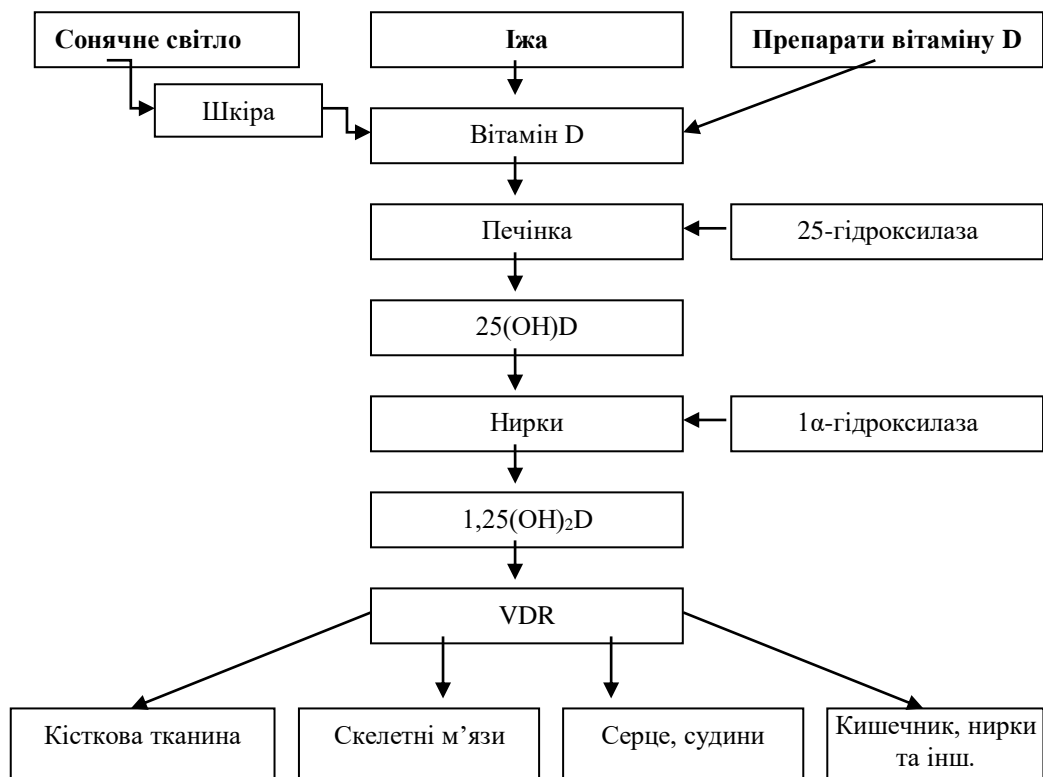 Сонячне світло
Їжа
Препарати вітаміну D
Шкіра
Вітамін D
Печінка
25-гідроксилаза
25(OH)D
Нирки
1α-гідроксилаза
1,25(OH)₂D
VDR
Кісткова тканина
Скелетні м’язи
Серце, судини
Кишечник, нирки
та інш.